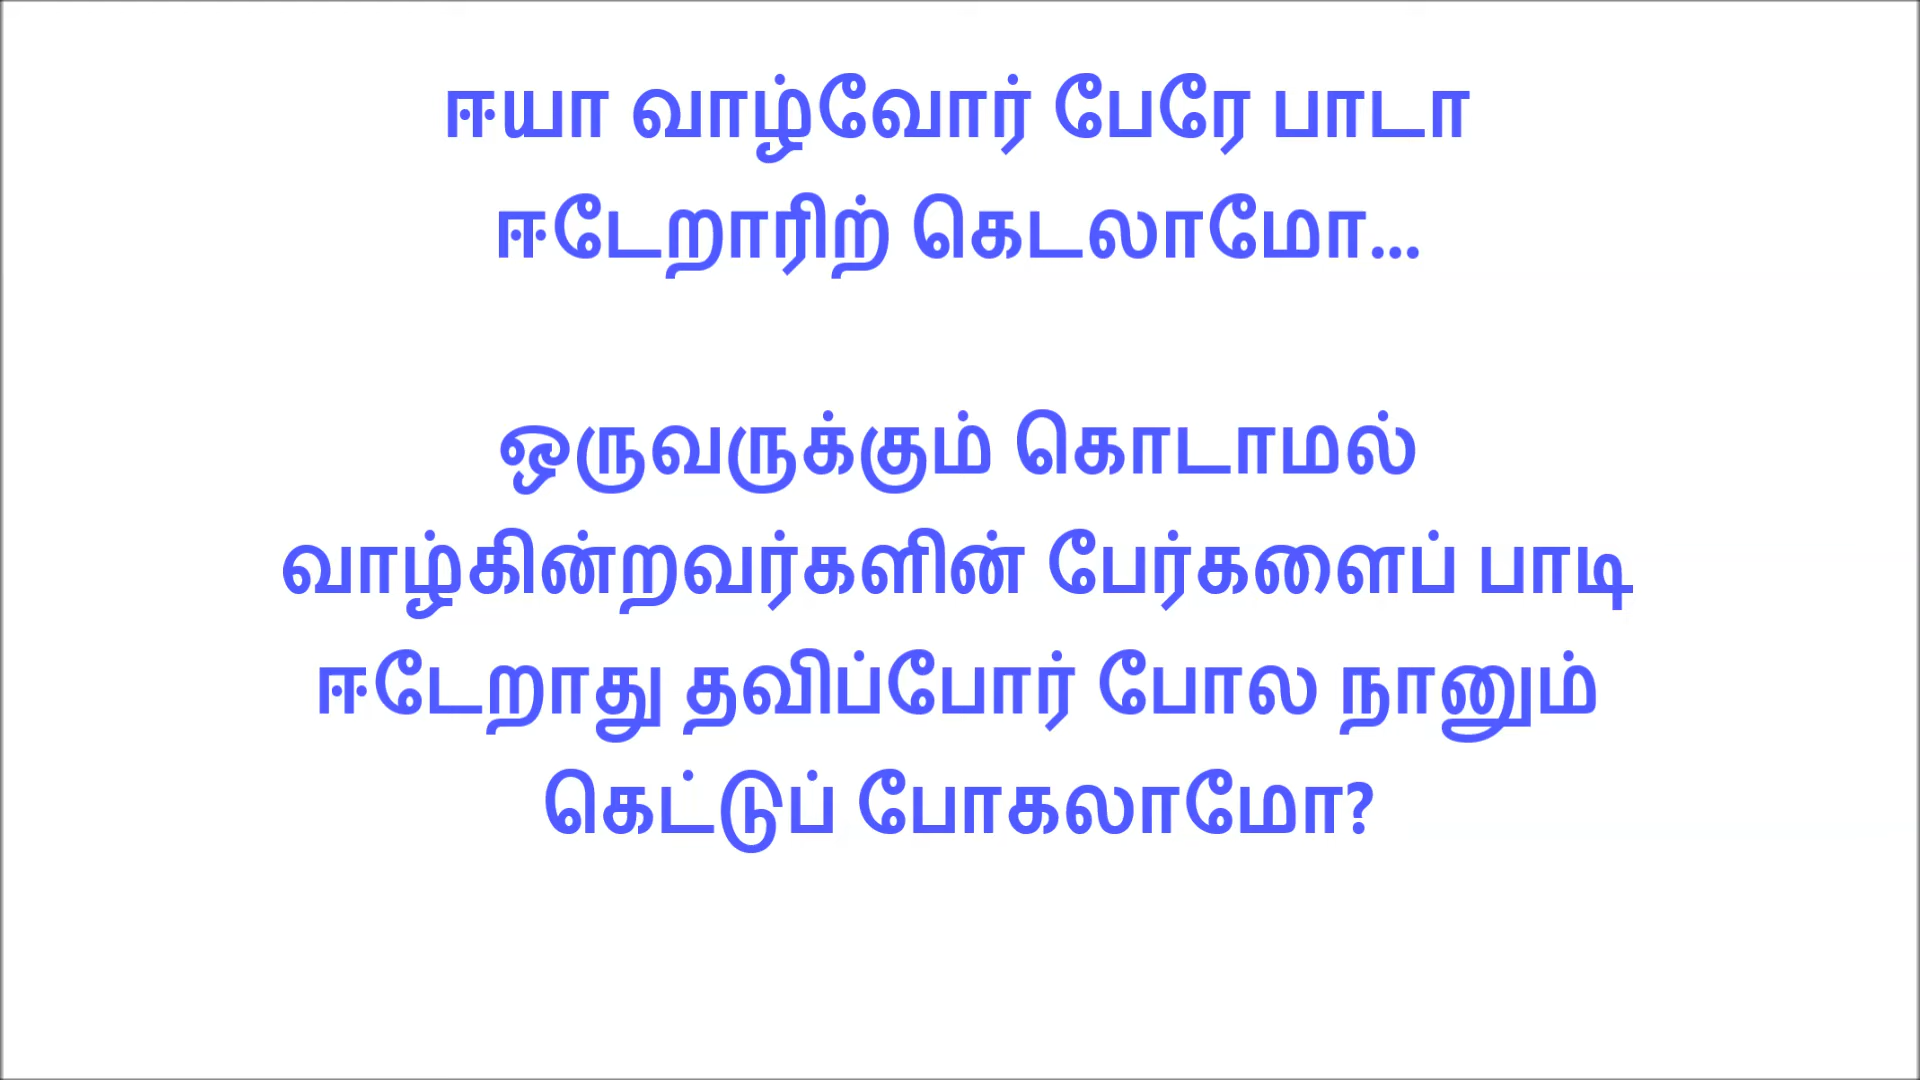 ஈயா வாழ்வோர் பேரே பாடா
ஈடேறாரிற் கெடலாமோ...
ஒருவருக்கும் கொடாமல்
வாழ்கின்றவர்களின் பேர்களைப் பாடி
ஈடேறாது தவிப்போர் போல நானும்
கெட்டுப் போகலாமோ?